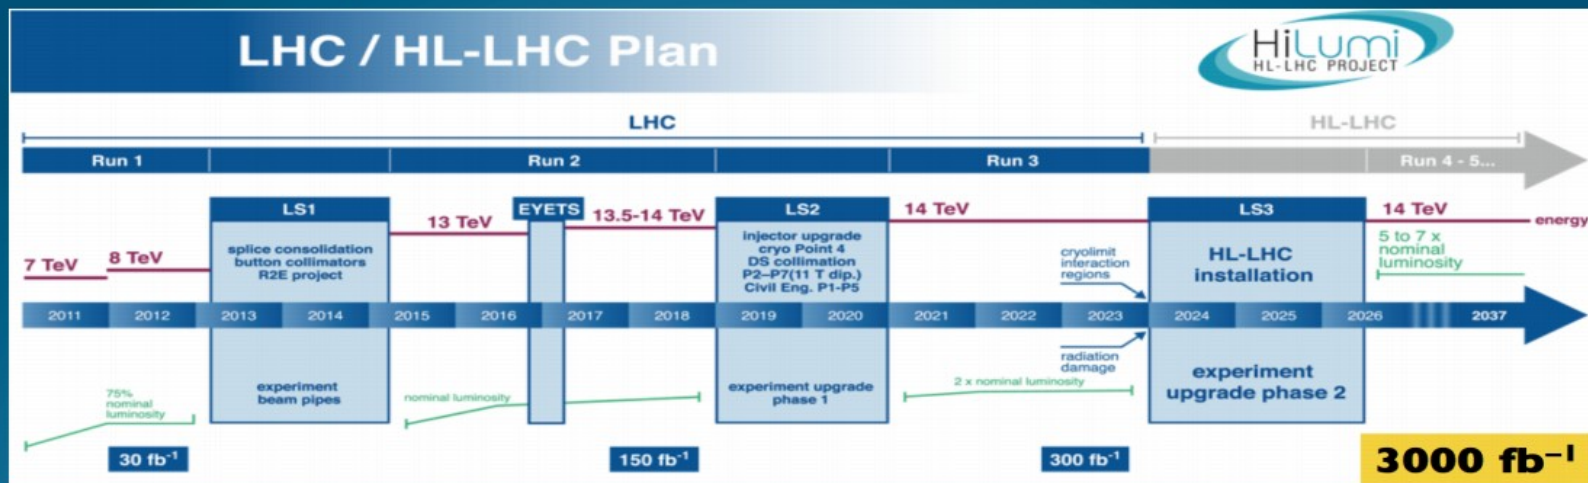 LHC / HL-LHC Plan
HiLumi
HL-LHC PROJECT
LHC
HL-LHC
Run 1
Run 2
Run 3
Run 4 - 5...
LS1
EYETS
LS2
LS3
7 TeV
8 TeV
13 TeV
13.5-14 TeV
14 TeV
14 TeV
energy
splice consolidation
button collimators
R2E project
injector upgrade
cryo Point 4
DS collimation
P2–P7(11 T dip.)
Civil Eng. P1-P5
cryolimit
interaction
regions
HL-LHC
installation
5 to 7 x
nominal
luminosity
2011
2012
2013
2014
2015
2016
2017
2018
2019
2020
2021
2022
2023
2024
2025
2026
2037
75%
nominal
luminosity
experiment
beam pipes
nominal luminosity
experiment upgrade
phase 1
2 x nominal luminosity
radiation
damage
experiment
upgrade phase 2
30 fb⁻¹
150 fb⁻¹
300 fb⁻¹
3000 fb⁻¹